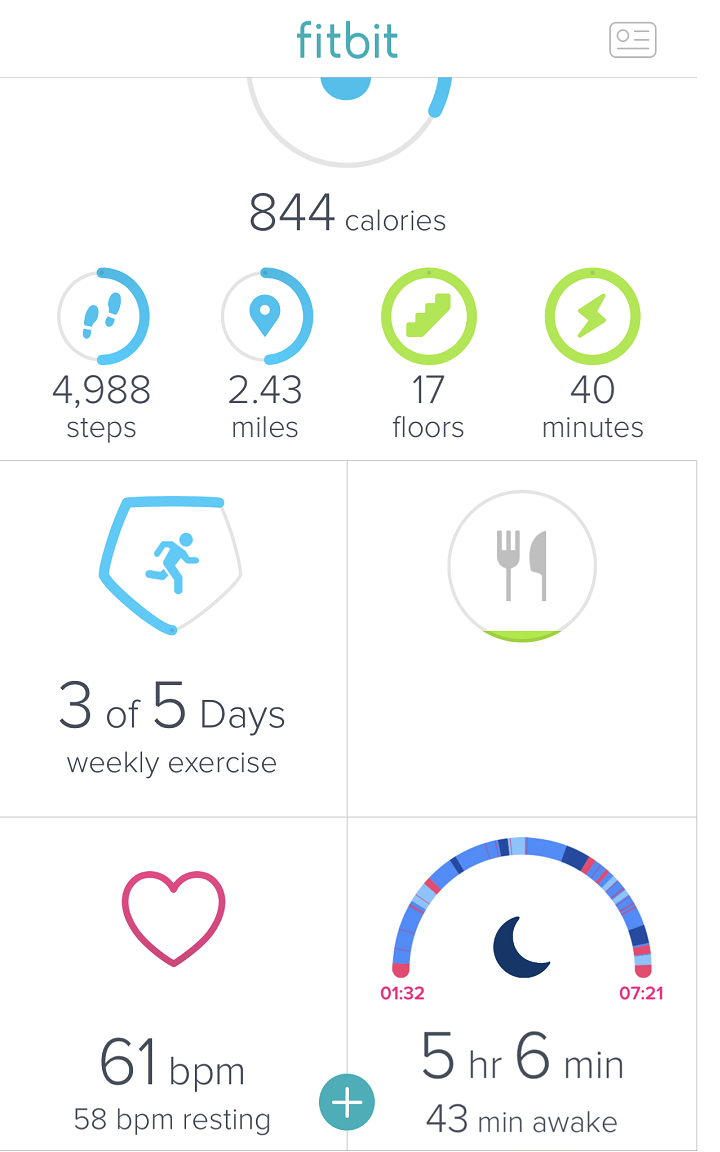 fitbit
844 calories
4,988 2.43 17 40
steps miles floors minutes
3 of 5 Days
weekly exercise
01:32 07:21
61 bpm
58 bpm resting
5 hr 6 min
43 min awake